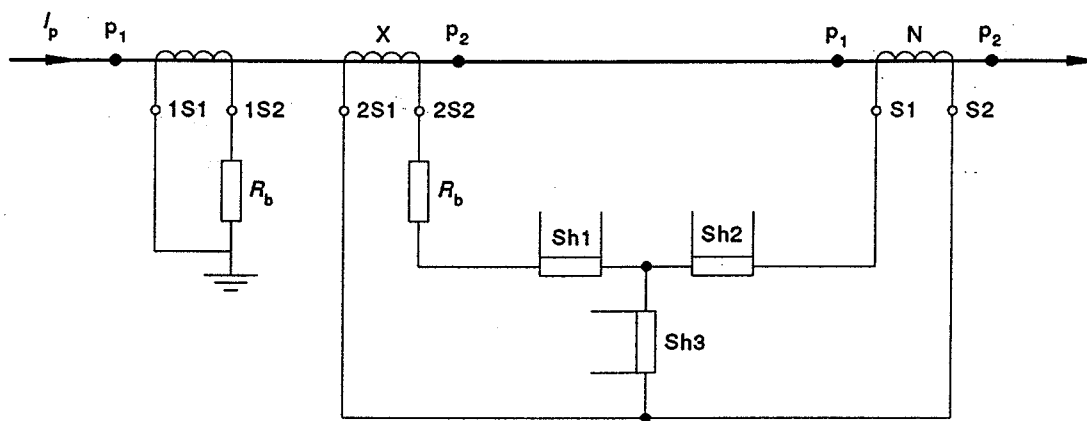 Ip p1 X p2 p1 N p2
1S1 1S2 2S1 2S2 S1 S2
Rb Rb
Sh1 Sh2
Sh3